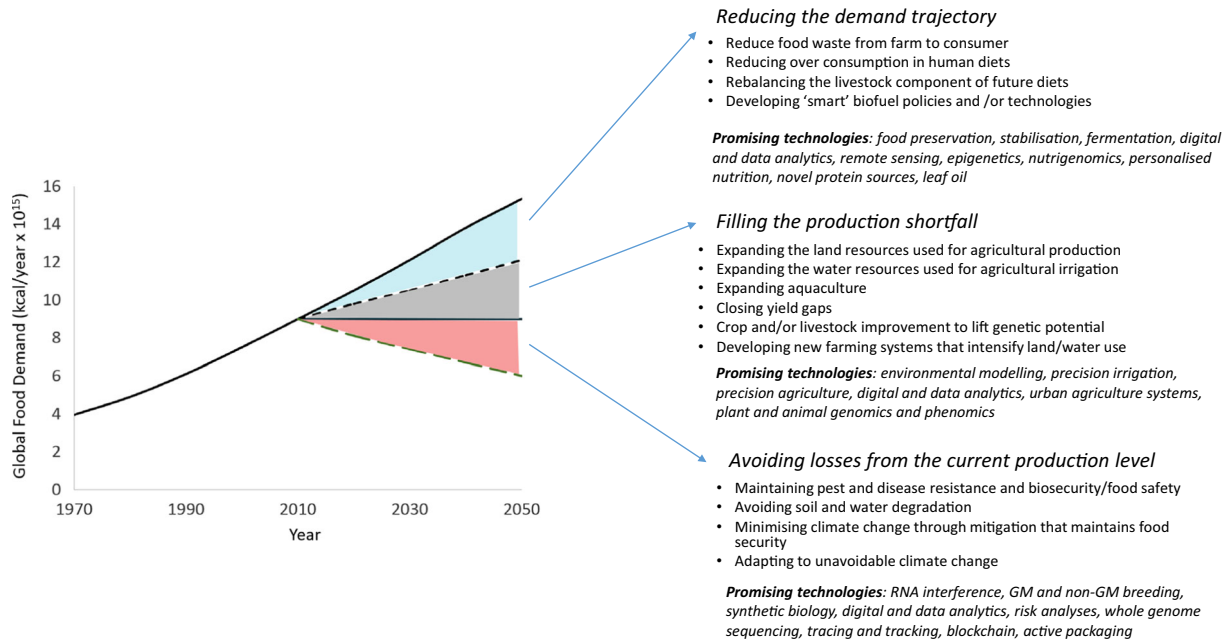 Reducing the demand trajectory
• Reduce food waste from farm to consumer
• Reducing over consumption in human diets
• Rebalancing the livestock component of future diets
• Developing ‘smart’ biofuel policies and /or technologies
Promising technologies: food preservation, stabilisation, fermentation, digital
and data analytics, remote sensing, epigenetics, nutrigenomics, personalised
nutrition, novel protein sources, leaf oil
Filling the production shortfall
• Expanding the land resources used for agricultural production
• Expanding the water resources used for agricultural irrigation
• Expanding aquaculture
• Closing yield gaps
• Crop and/or livestock improvement to lift genetic potential
• Developing new farming systems that intensify land/water use
Promising technologies: environmental modelling, precision irrigation,
precision agriculture, digital and data analytics, urban agriculture systems,
plant and animal genomics and phenomics
Avoiding losses from the current production level
• Maintaining pest and disease resistance and biosecurity/food safety
• Avoiding soil and water degradation
• Minimising climate change through mitigation that maintains food
security
• Adapting to unavoidable climate change
Promising technologies: RNA interference, GM and non-GM breeding,
synthetic biology, digital and data analytics, risk analyses, whole genome
sequencing, tracing and tracking, blockchain, active packaging
Global Food Demand (kcal/year x 10¹⁵)
16
14
12
10
8
6
4
2
0
1970 1990 2010 2030 2050
Year